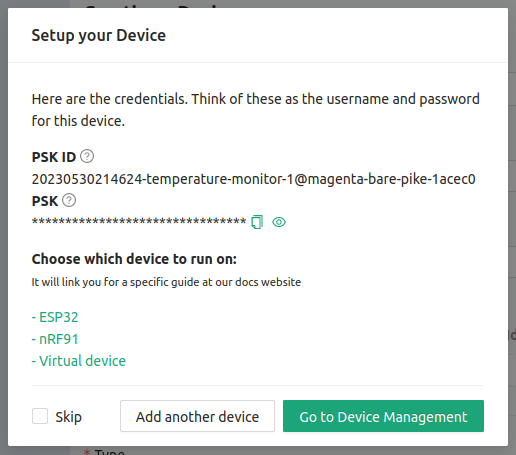 Setup your Device
Here are the credentials. Think of these as the username and password
for this device.
PSK ID
20230530214624-temperature-monitor-1@magenta-bare-pike-1acec0
PSK
********************************
Choose which device to run on:
It will link you for a specific guide at our docs website
- ESP32
- nRF91
- Virtual device
Skip
Add another device
Go to Device Management
* Type